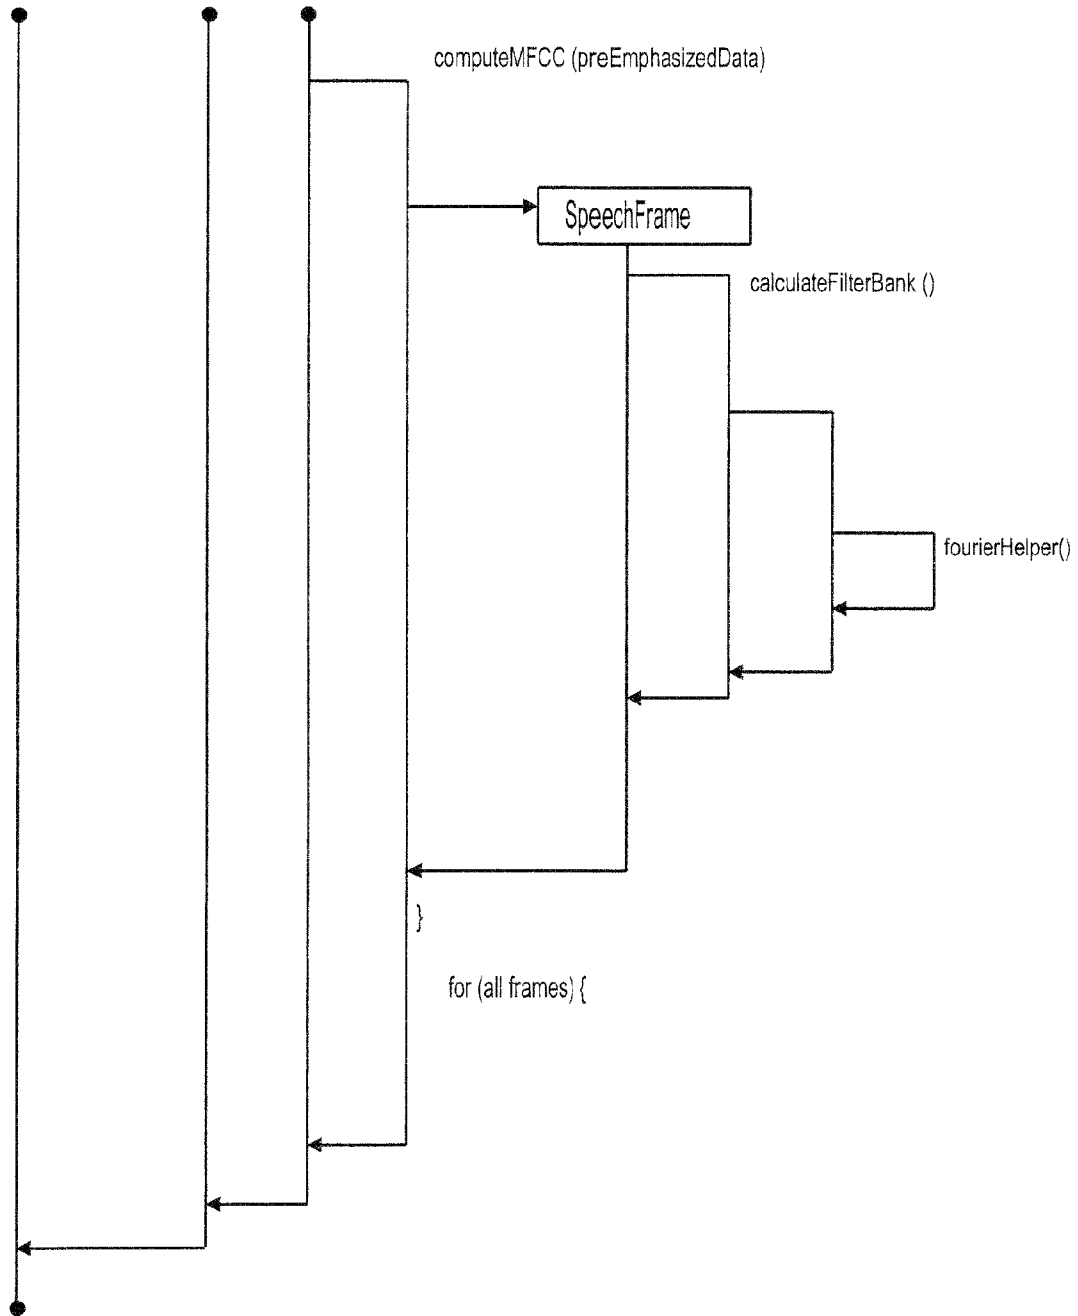 computeMFCC (preEmphasizedData)
SpeechFrame
calculateFilterBank ()
fourierHelper()
}
for (all frames) {